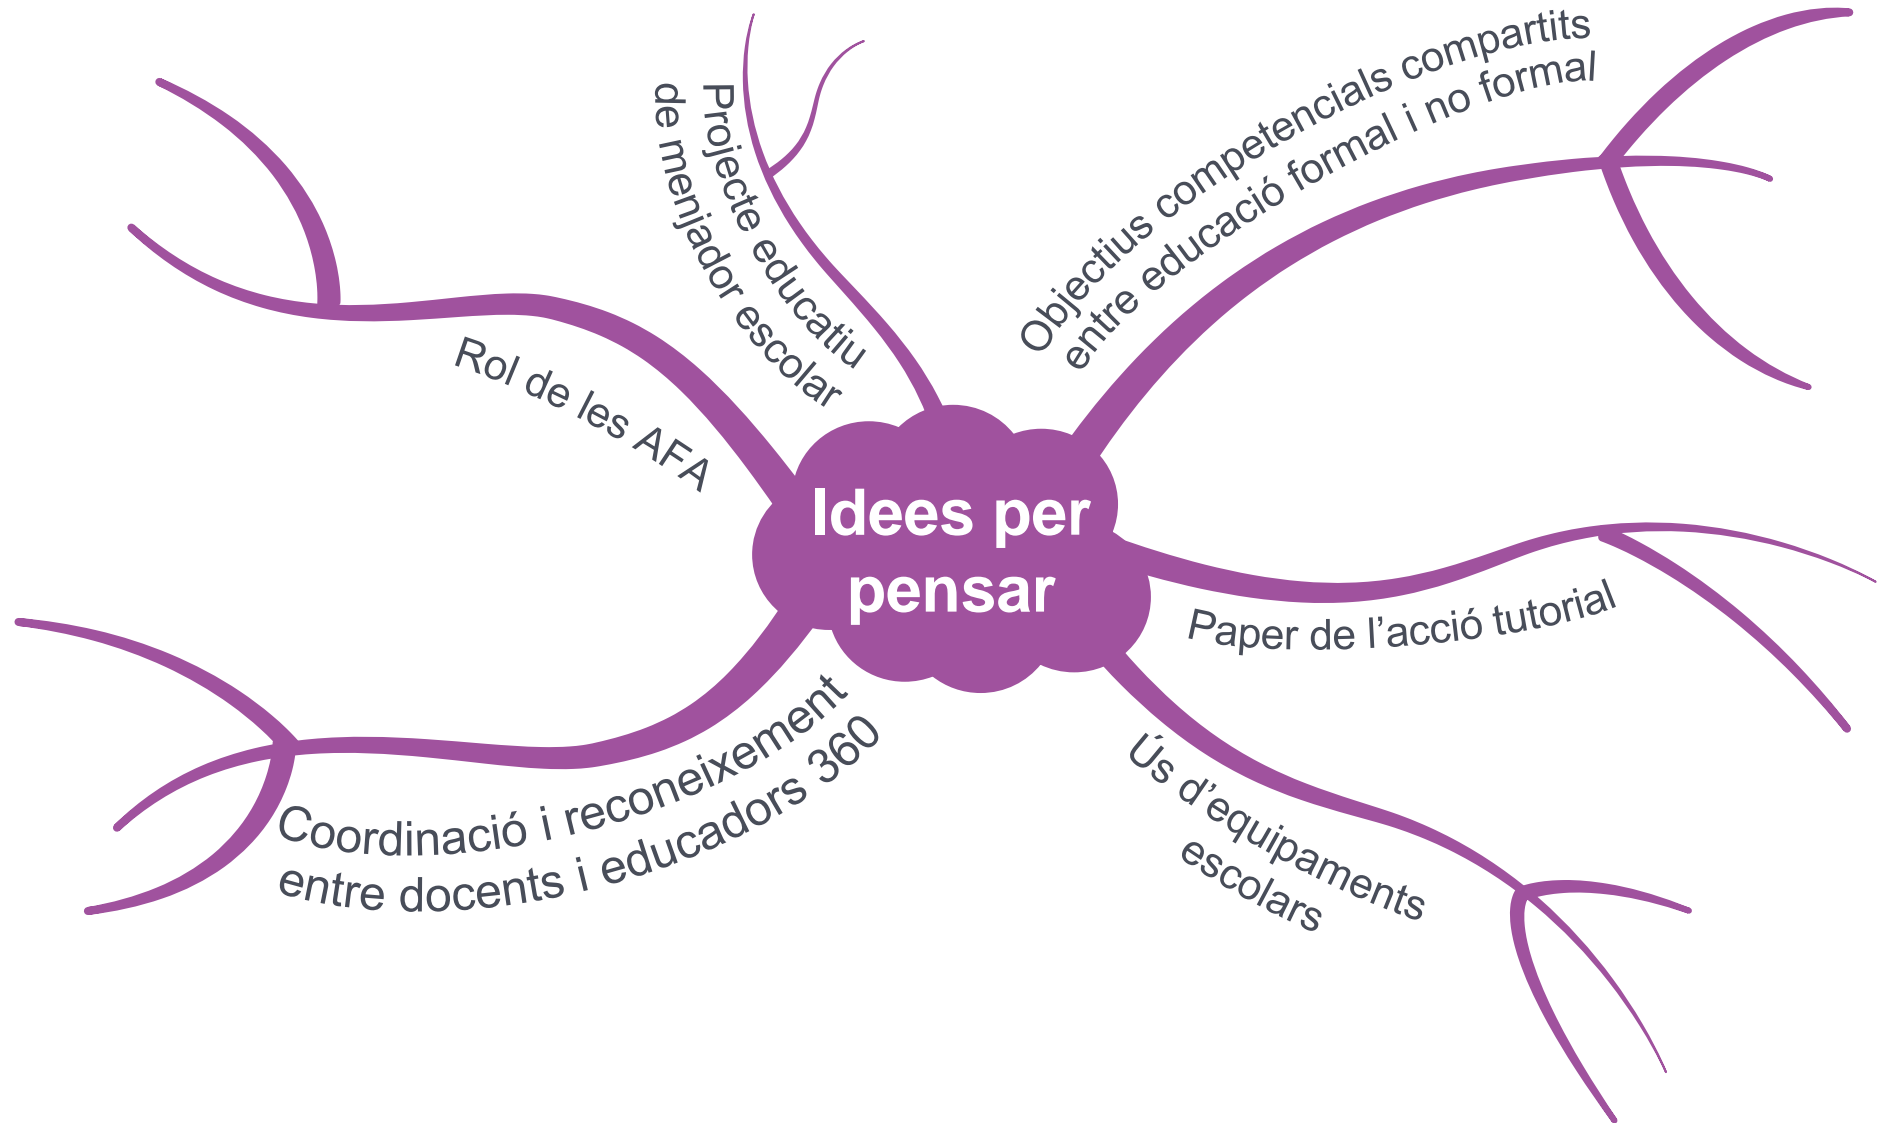 Projecte educatiu
de menjador escolar
Objectius competencials compartits
entre educació formal i no formal
Rol de les AFA
Idees per
pensar
Paper de l’acció tutorial
Coordinació i reconeixement
entre docents i educadors 360
Ús d’equipaments
escolars